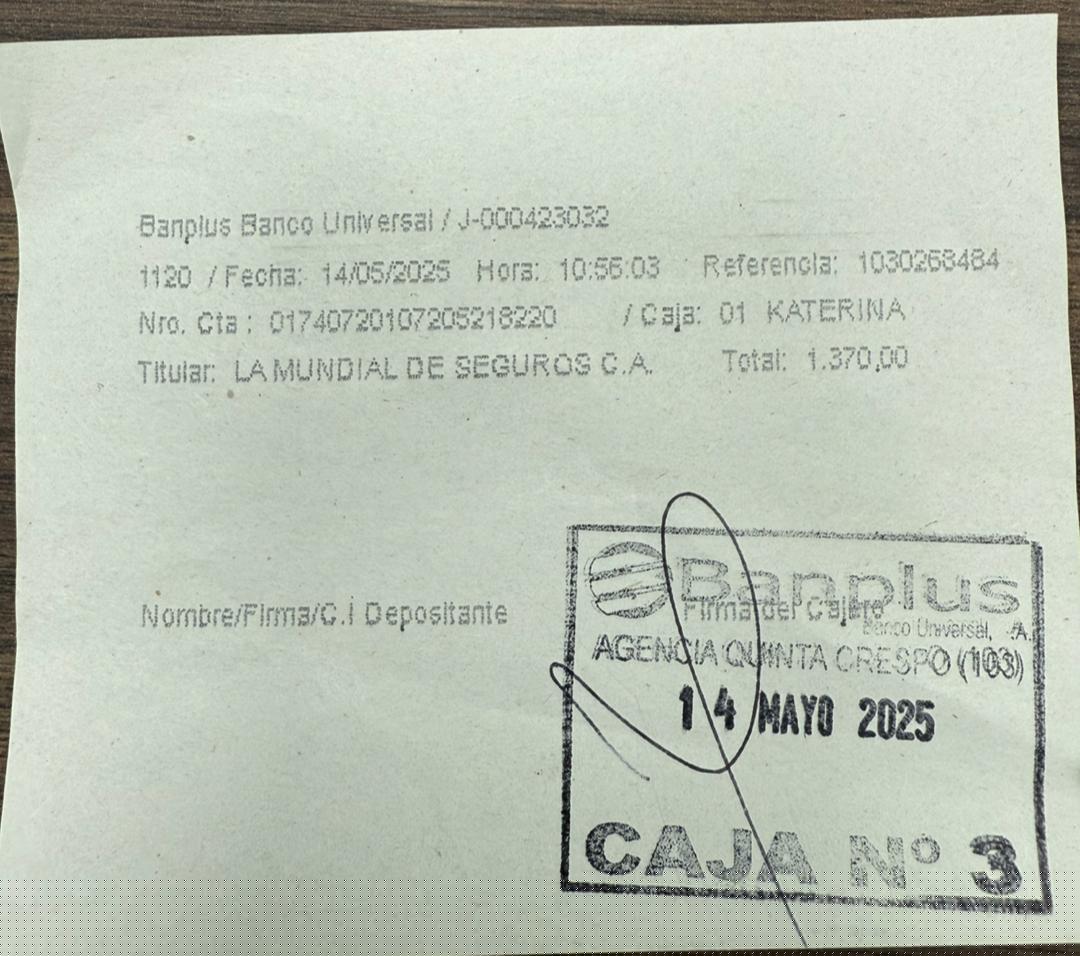 Banplus Banco Universal / J-000423032
1120 / Fecha: 14/05/2025 Hora: 10:56:03 Referencia: 1030268484
Nro. Cta : 01740720107205218220 / Caja: 01 KATERINA
Titular: LA MUNDIAL DE SEGUROS C.A. Total: 1.370,00
Nombre/Firma/C.I Depositante
Firma del Cajero
Banplus
Banco Universal, .A.
AGENCIA QUINTA CRESPO (103)
14 MAYO 2025
CAJA Nº 3